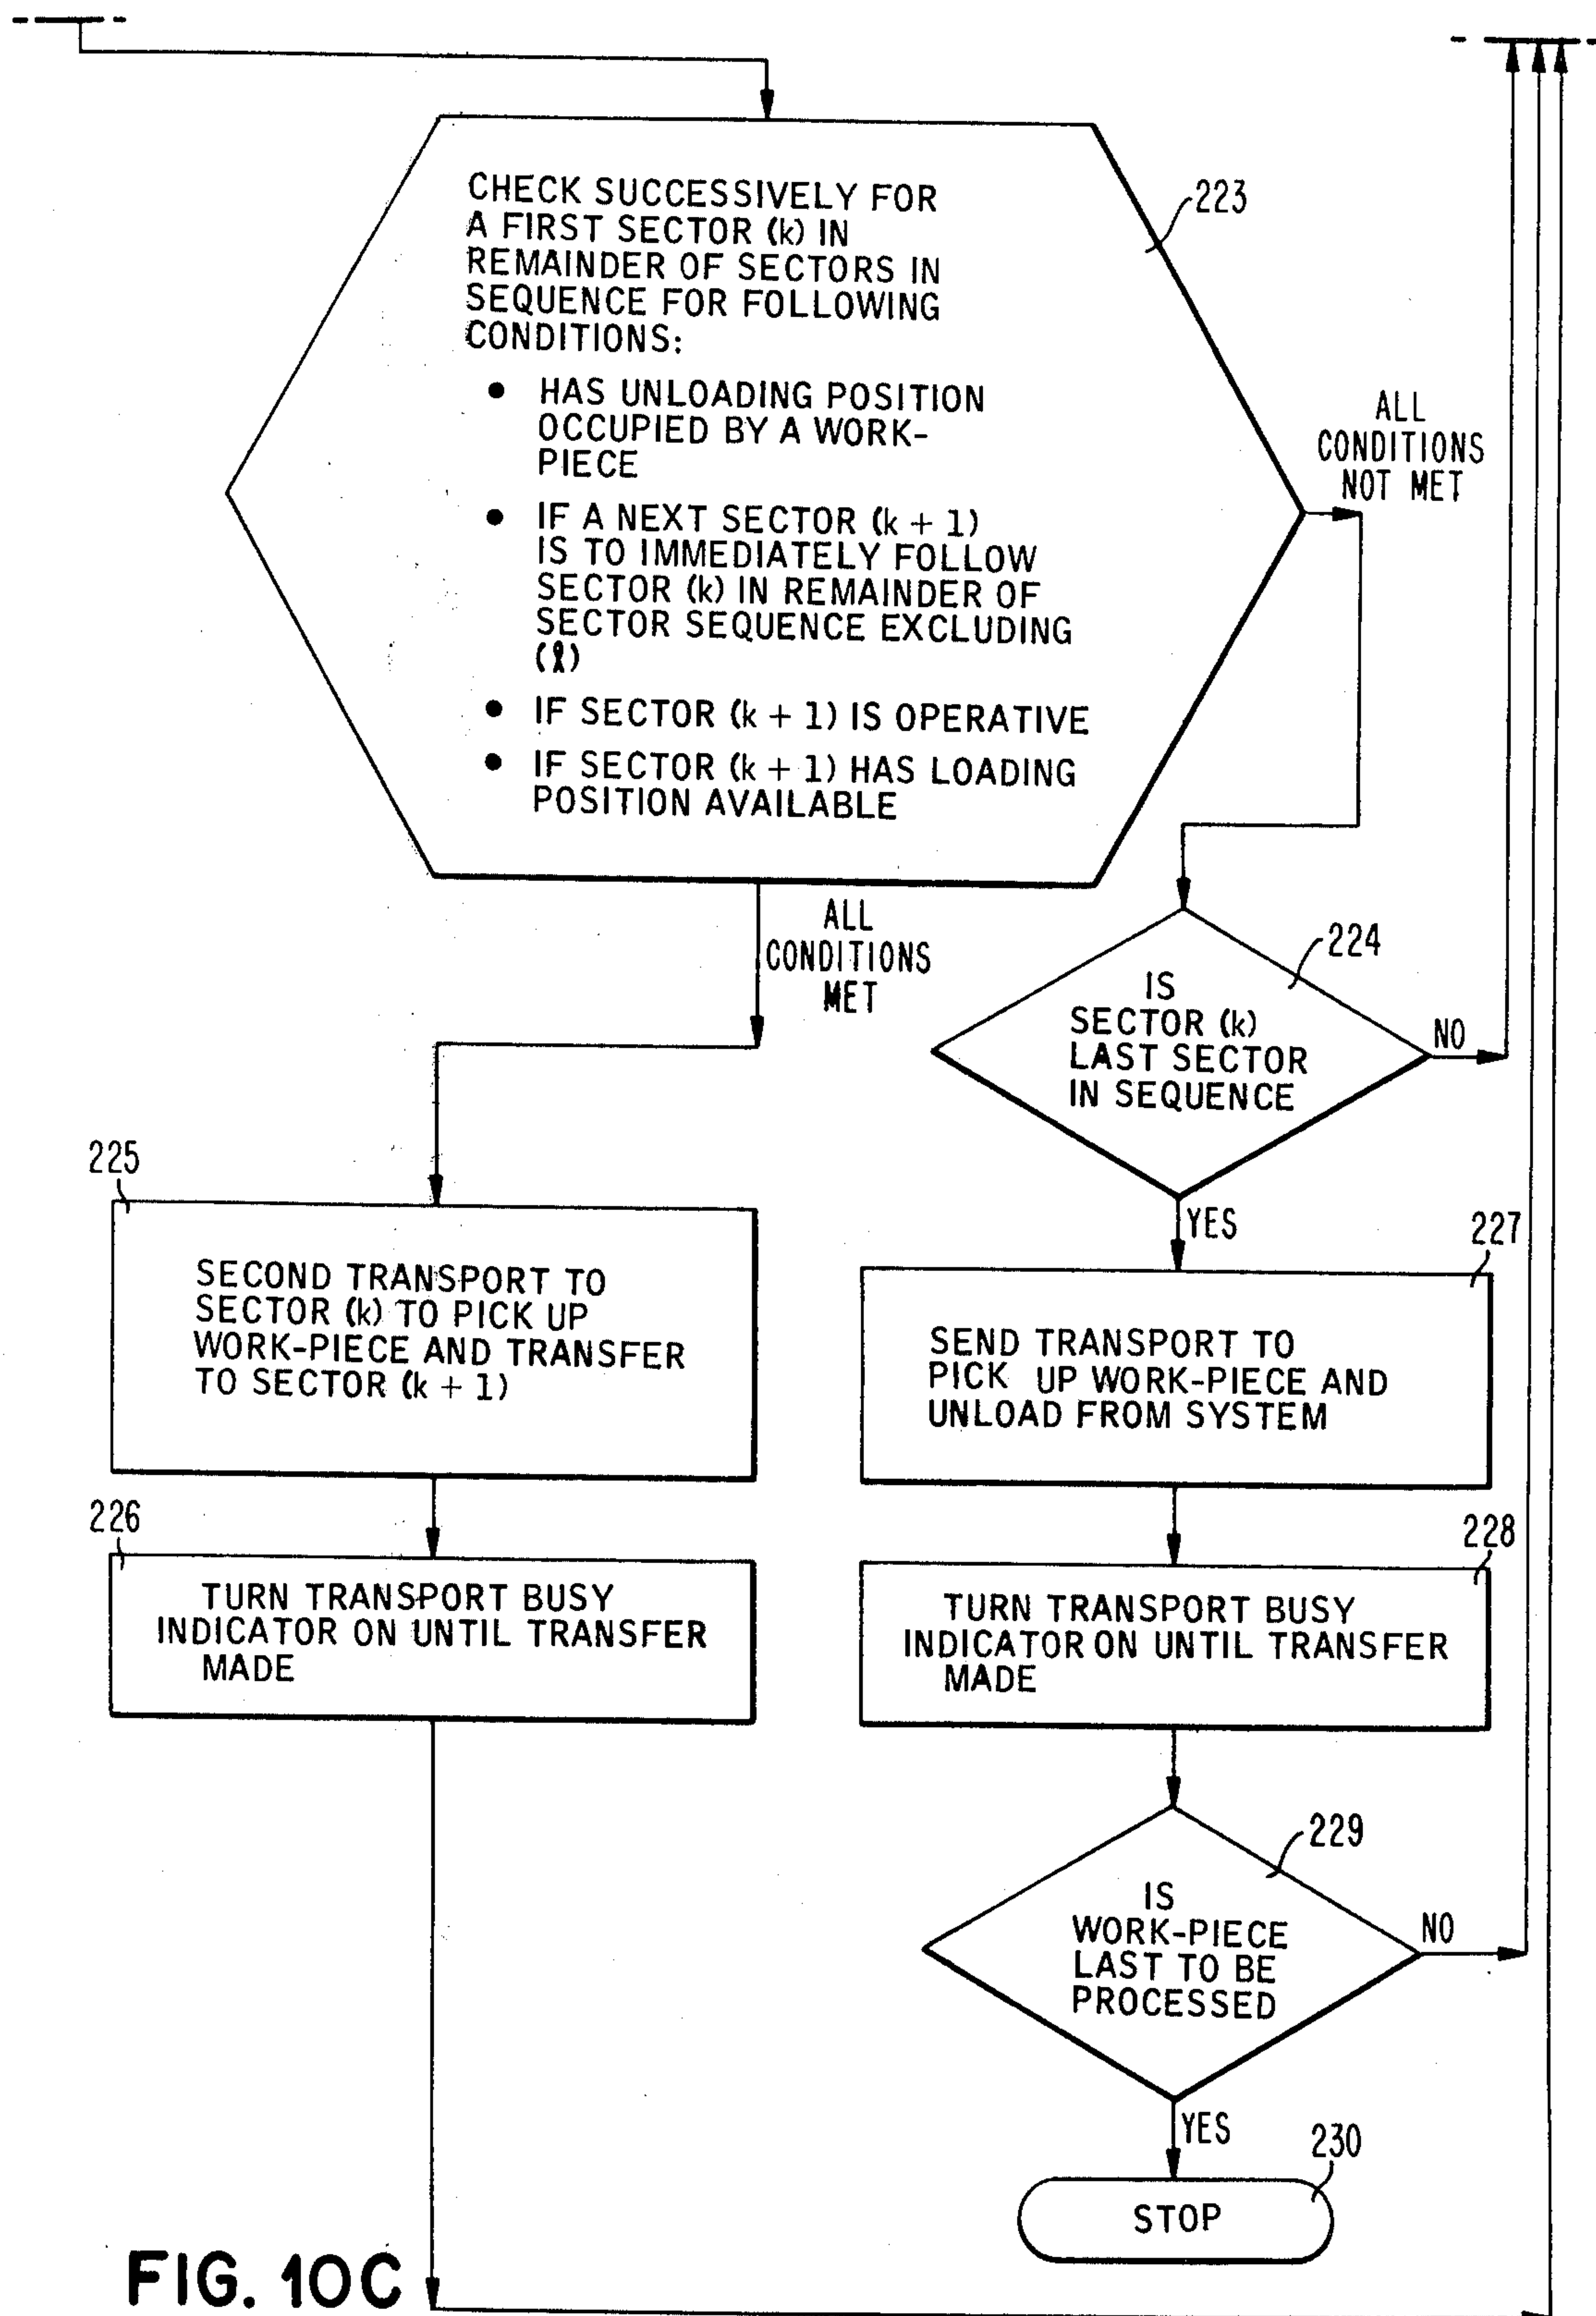 CHECK SUCCESSIVELY FOR
A FIRST SECTOR (k) IN
REMAINDER OF SECTORS IN
SEQUENCE FOR FOLLOWING
CONDITIONS:
• HAS UNLOADING POSITION
OCCUPIED BY A WORK-
PIECE
• IF A NEXT SECTOR (k + 1)
IS TO IMMEDIATELY FOLLOW
SECTOR (k) IN REMAINDER OF
SECTOR SEQUENCE EXCLUDING
(ℓ)
• IF SECTOR (k + 1) IS OPERATIVE
• IF SECTOR (k + 1) HAS LOADING
POSITION AVAILABLE
223
ALL
CONDITIONS
NOT MET
ALL
CONDITIONS
MET
224
IS
SECTOR (k)
LAST SECTOR
IN SEQUENCE
NO
YES
225
SECOND TRANSPORT TO
SECTOR (k) TO PICK UP
WORK-PIECE AND TRANSFER
TO SECTOR (k + 1)
227
SEND TRANSPORT TO
PICK UP WORK-PIECE AND
UNLOAD FROM SYSTEM
226
TURN TRANSPORT BUSY
INDICATOR ON UNTIL TRANSFER
MADE
228
TURN TRANSPORT BUSY
INDICATOR ON UNTIL TRANSFER
MADE
229
IS
WORK-PIECE
LAST TO BE
PROCESSED
NO
YES
230
STOP
FIG. 10C